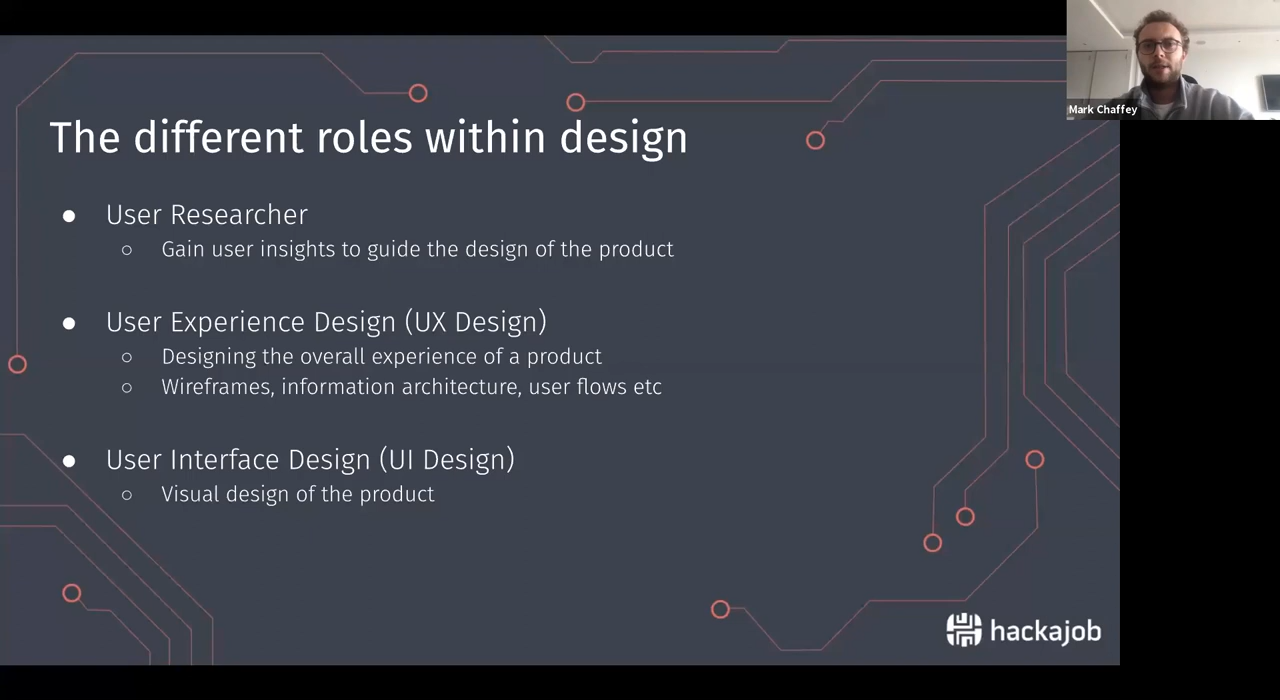 Mark Chaffey
The different roles within design
● User Researcher
○ Gain user insights to guide the design of the product
● User Experience Design (UX Design)
○ Designing the overall experience of a product
○ Wireframes, information architecture, user flows etc
● User Interface Design (UI Design)
○ Visual design of the product
hackajob